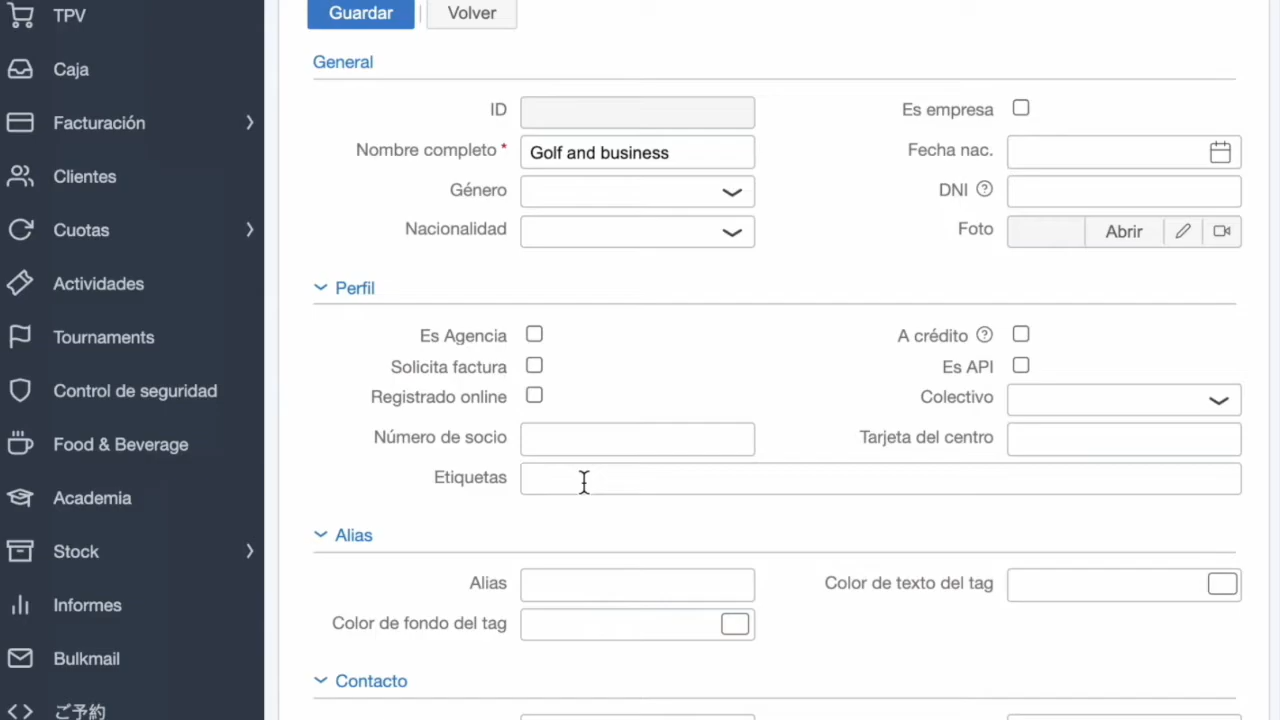 TPV
Caja
Facturación
Clientes
Cuotas
Actividades
Tournaments
Control de seguridad
Food & Beverage
Academia
Stock
Informes
Bulkmail
ご予約
Guardar | Volver
General
ID
Es empresa
Nombre completo * Golf and business
Fecha nac.
Género
DNI ?
Nacionalidad
Foto Abrir
Perfil
Es Agencia
A crédito ?
Solicita factura
Es API
Registrado online
Colectivo
Número de socio
Tarjeta del centro
Etiquetas
Alias
Alias
Color de texto del tag
Color de fondo del tag
Contacto